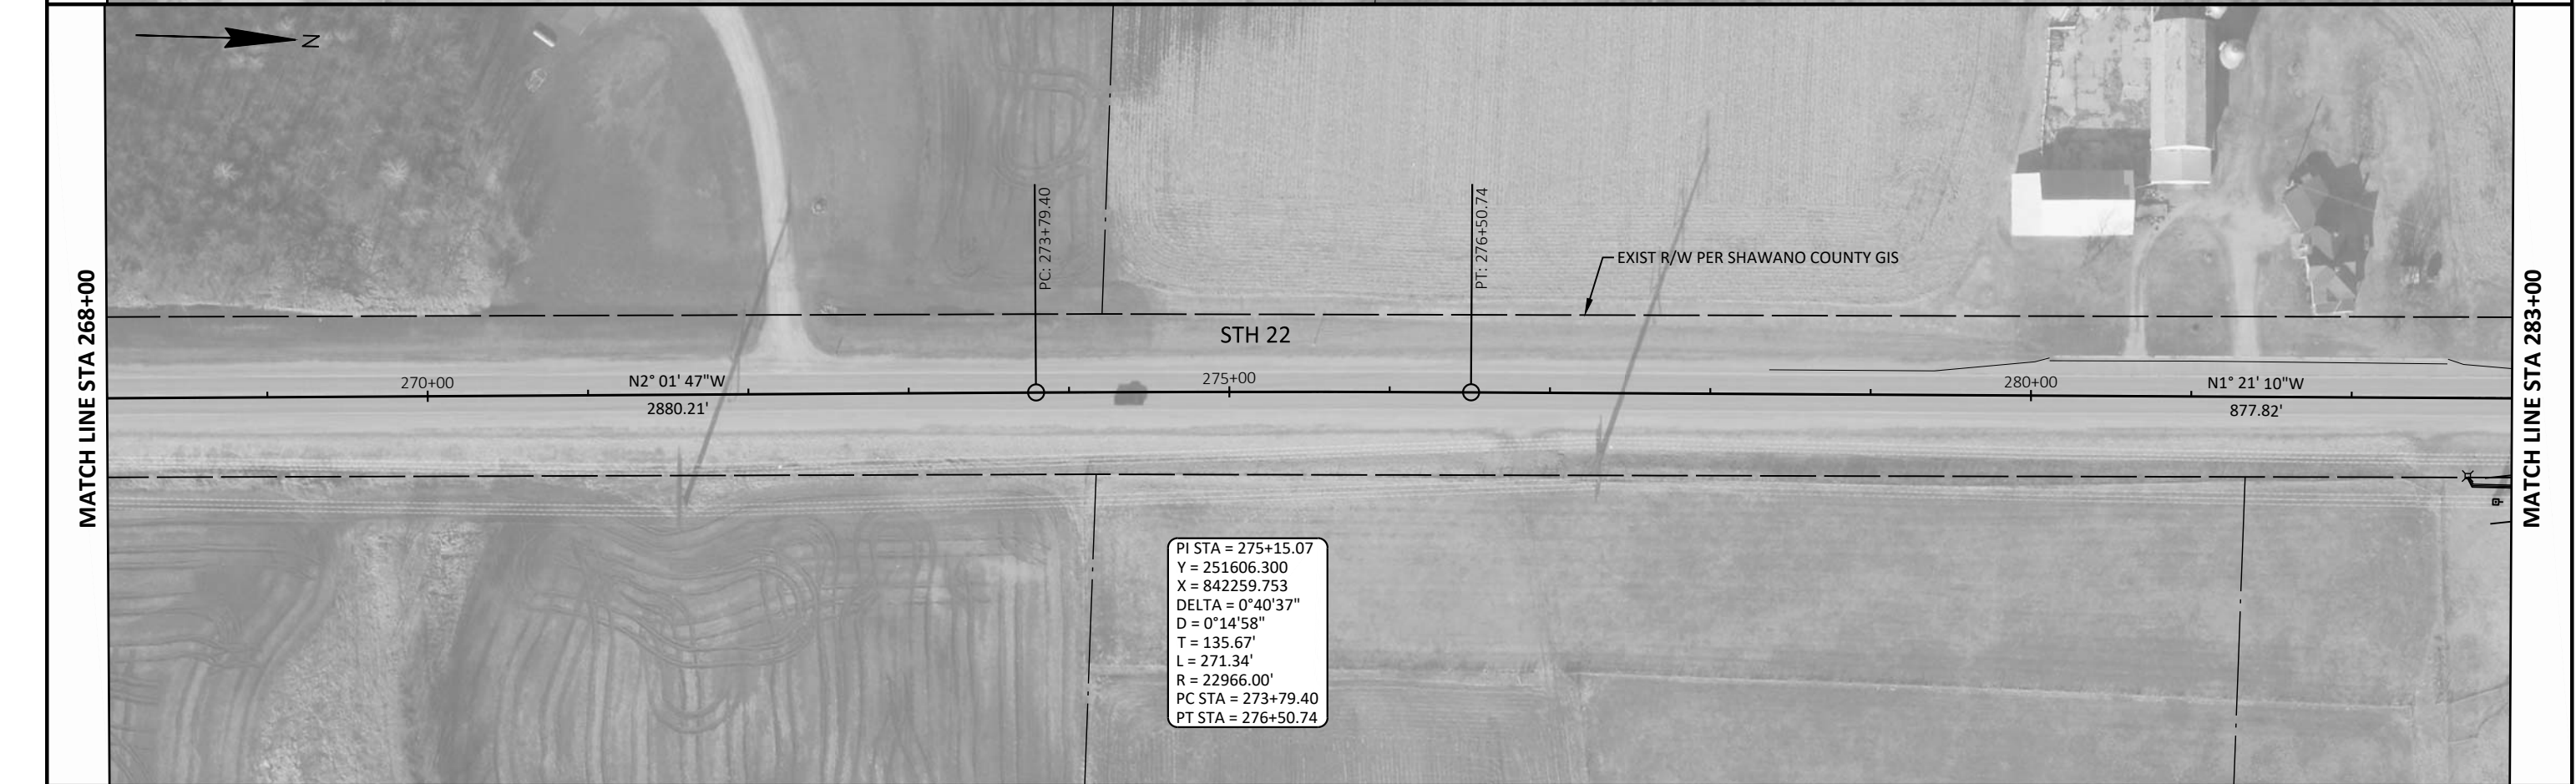 N
MATCH LINE STA 268+00
PC: 273+79.40
PT: 276+50.74
EXIST R/W PER SHAWANO COUNTY GIS
STH 22
270+00
N2° 01' 47"W
2880.21'
275+00
280+00
N1° 21' 10"W
877.82'
MATCH LINE STA 283+00
PI STA = 275+15.07
Y = 251606.300
X = 842259.753
DELTA = 0°40'37"
D = 0°14'58"
T = 135.67'
L = 271.34'
R = 22966.00'
PC STA = 273+79.40
PT STA = 276+50.74